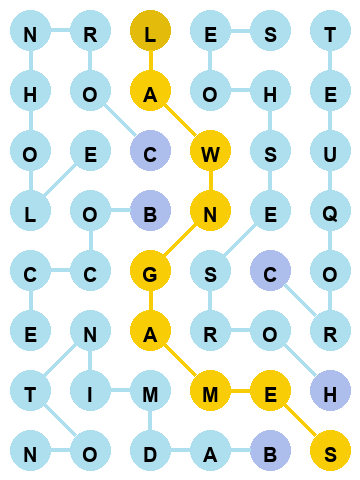 N R L E S T
H O A O H E
O E C W S U
L O B N E Q
C C G S C O
E N A R O R
T I M M E H
N O D A B S